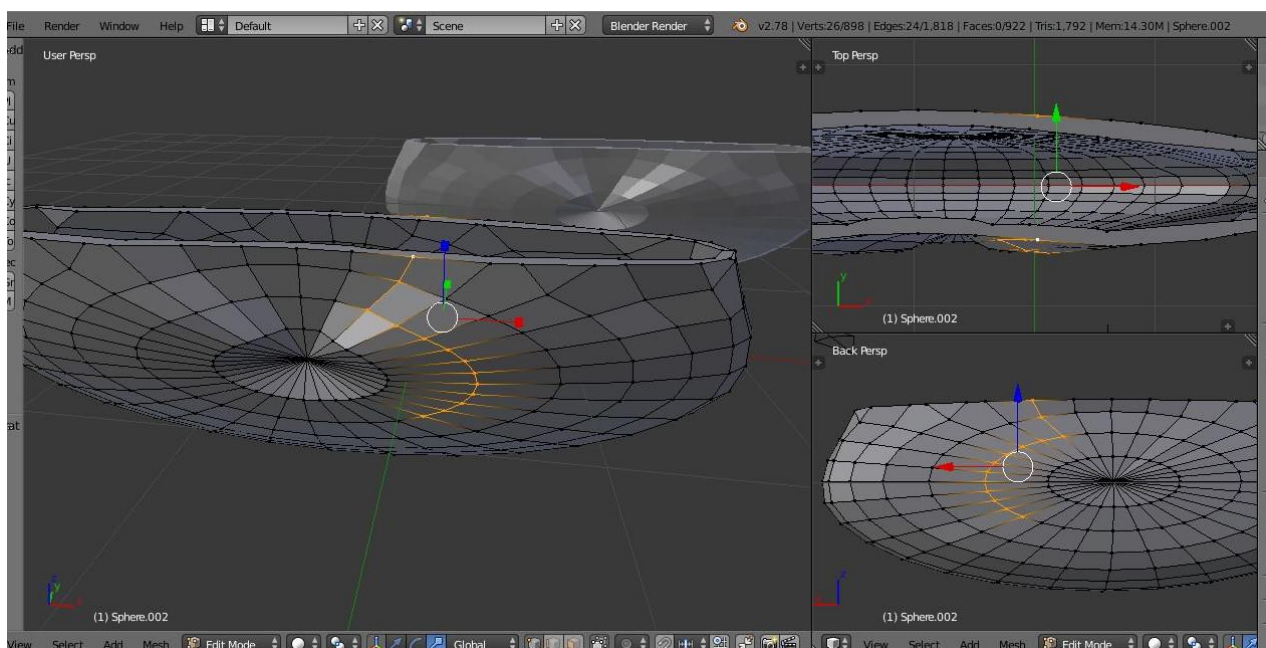 File Render Window Help Default Scene Blender Render v2.78 | Verts:26/898 | Edges:24/1,818 | Faces:0/922 | Tris:1,792 | Mem:14.30M | Sphere.002
User Persp
Top Persp
y
x
(1) Sphere.002
Back Persp
z
x
(1) Sphere.002
z
y
x
(1) Sphere.002
View Select Add Mesh Edit Mode Global
View Select Add Mesh Edit Mode